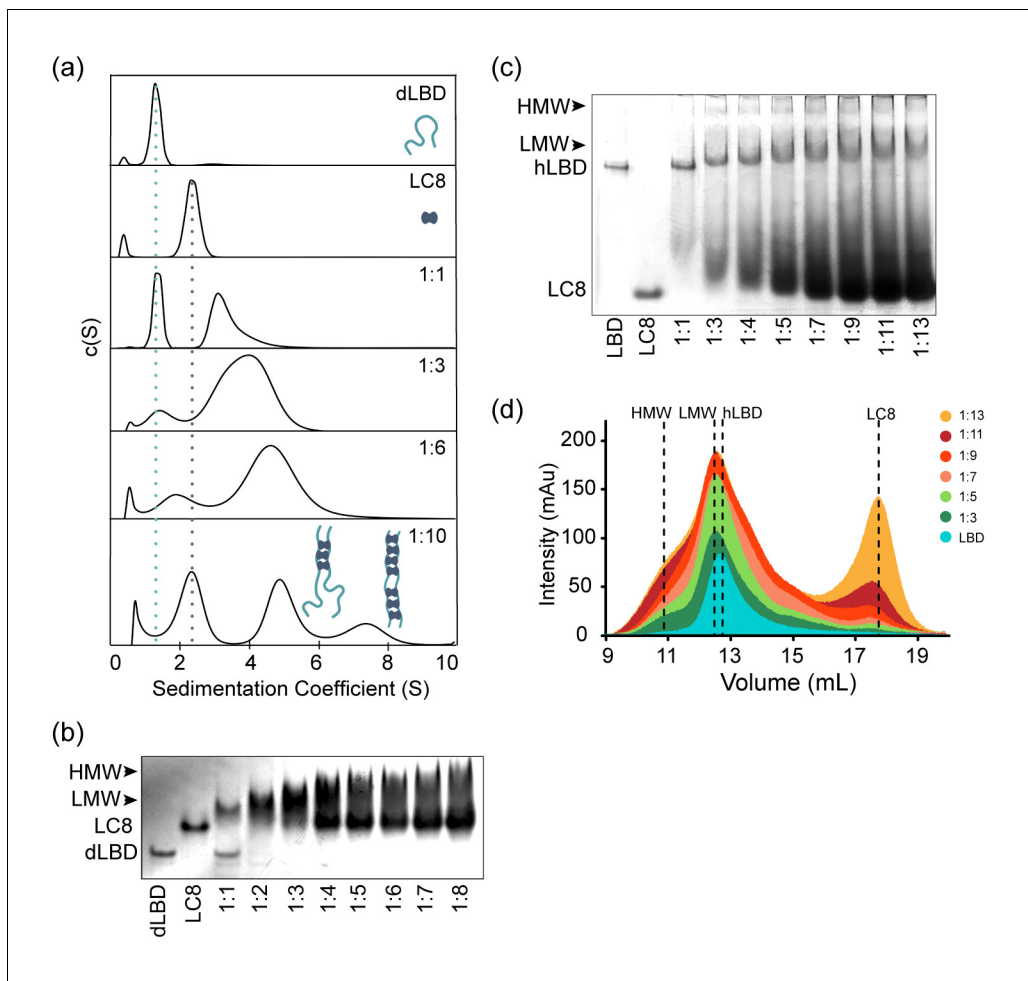 (a)
dLBD
LC8
1:1
1:3
1:6
1:10
c(S)
0 2 4 6 8 10
Sedimentation Coefficient (S)
(b)
HMW
LMW
LC8
dLBD
dLBD LC8 1:1 1:2 1:3 1:4 1:5 1:6 1:7 1:8
(c)
HMW
LMW
hLBD
LC8
LBD LC8 1:1 1:3 1:4 1:5 1:7 1:9 1:11 1:13
(d)
HMW LMW hLBD LC8
1:13
1:11
1:9
1:7
1:5
1:3
LBD
200
150
100
50
0
Intensity (mAu)
9 11 13 15 17 19
Volume (mL)